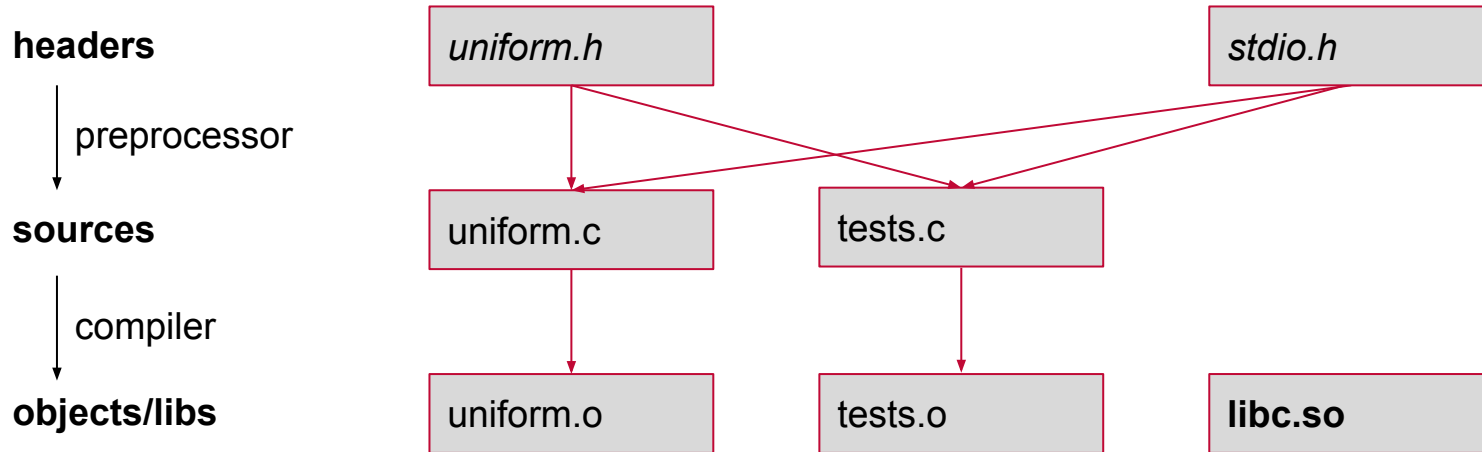 headers
uniform.h
stdio.h
preprocessor
sources
uniform.c
tests.c
compiler
objects/libs
uniform.o
tests.o
libc.so